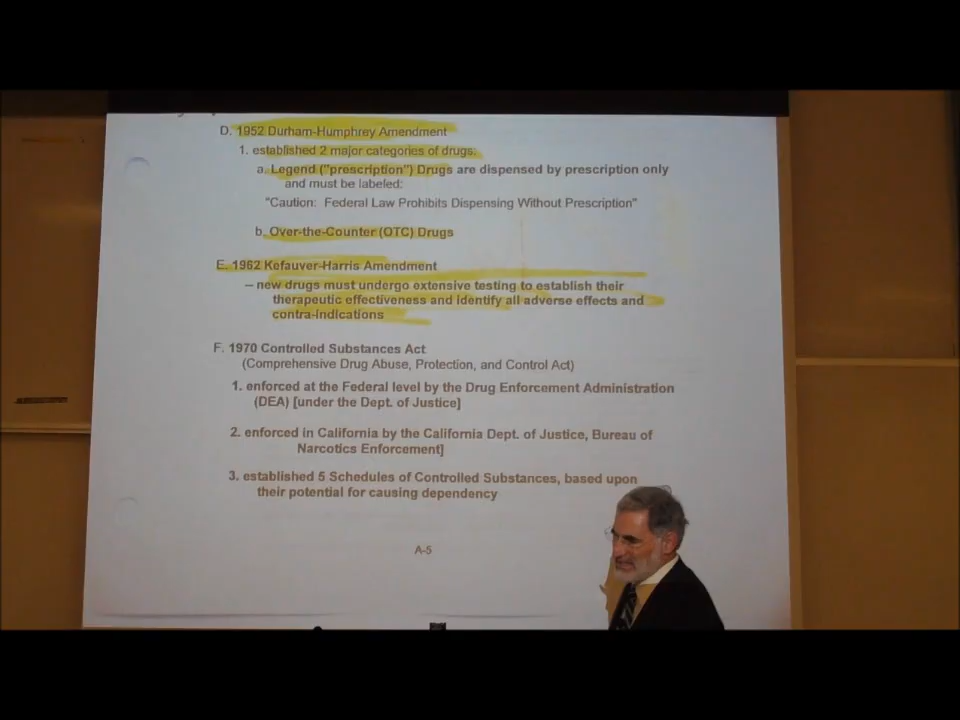 D. 1952 Durham-Humphrey Amendment
1. established 2 major categories of drugs:
a. Legend ("prescription") Drugs are dispensed by prescription only
and must be labeled:
"Caution: Federal Law Prohibits Dispensing Without Prescription"
b. Over-the-Counter (OTC) Drugs
E. 1962 Kefauver-Harris Amendment
– new drugs must undergo extensive testing to establish their
therapeutic effectiveness and identify all adverse effects and
contra-indications
F. 1970 Controlled Substances Act
(Comprehensive Drug Abuse, Protection, and Control Act)
1. enforced at the Federal level by the Drug Enforcement Administration
(DEA) [under the Dept. of Justice]
2. enforced in California by the California Dept. of Justice, Bureau of
Narcotics Enforcement]
3. established 5 Schedules of Controlled Substances, based upon
their potential for causing dependency
A-5